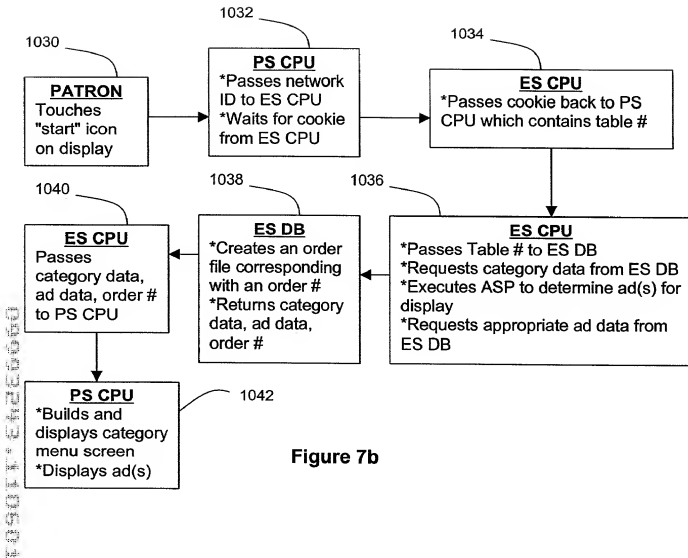 1030
PATRON
Touches
"start" icon
on display
1032
PS CPU
*Passes network
ID to ES CPU
*Waits for cookie
from ES CPU
1034
ES CPU
*Passes cookie back to PS
CPU which contains table #
1036
ES CPU
*Passes Table # to ES DB
*Requests category data from ES DB
*Executes ASP to determine ad(s) for
display
*Requests appropriate ad data from
ES DB
1038
ES DB
*Creates an order
file corresponding
with an order #
*Returns category
data, ad data,
order #
1040
ES CPU
Passes
category data,
ad data, order #
to PS CPU
PS CPU
*Builds and
displays category
menu screen
*Displays ad(s)
1042
Figure 7b